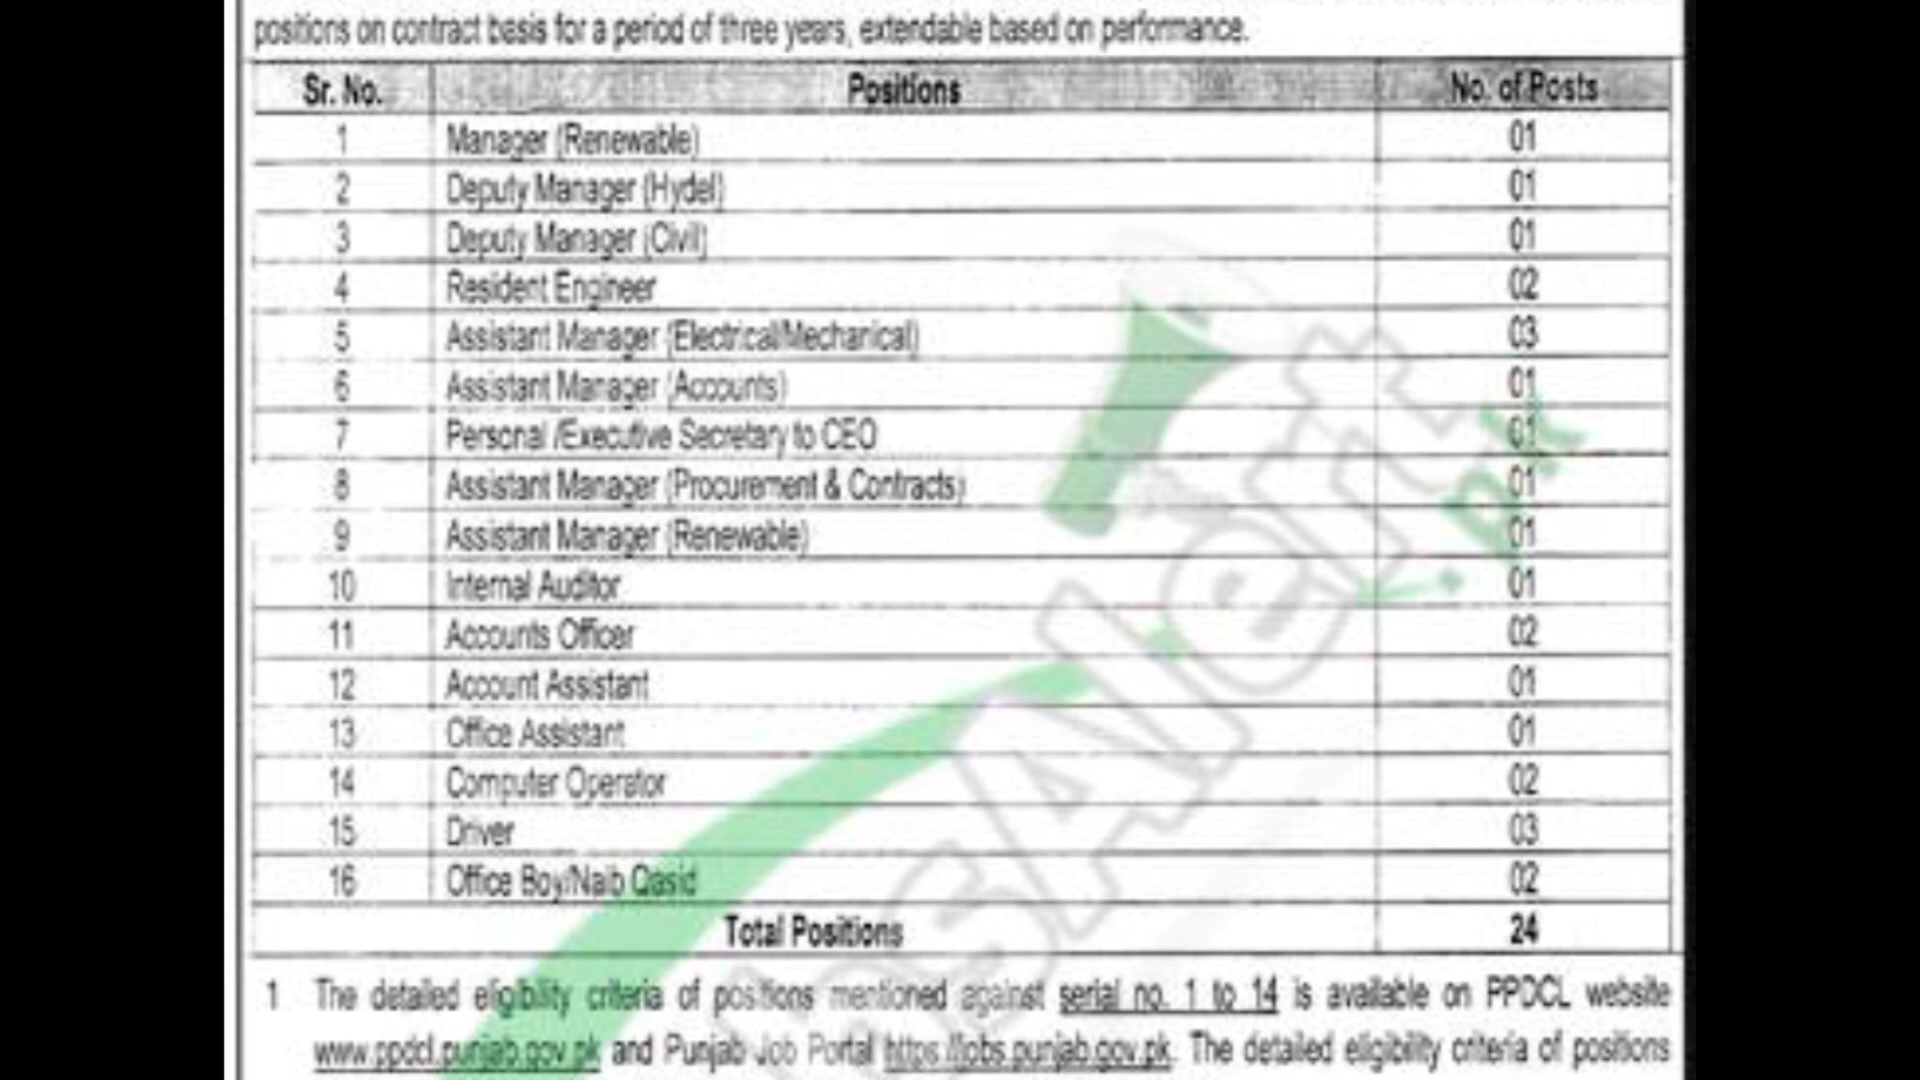 positions on contract basis for a period of three years, extendable based on performance.
Sr. No. Positions No. of Posts
1 Manager (Renewable) 01
2 Deputy Manager (Hydel) 01
3 Deputy Manager (Civil) 01
4 Resident Engineer 02
5 Assistant Manager (Electrical/Mechanical) 03
6 Assistant Manager (Accounts) 01
7 Personal /Executive Secretary to CEO 01
8 Assistant Manager (Procurement & Contracts) 01
9 Assistant Manager (Renewable) 01
10 Internal Auditor 01
11 Accounts Officer 02
12 Account Assistant 01
13 Office Assistant 01
14 Computer Operator 02
15 Driver 03
16 Office Boy/Naib Qasid 02
Total Positions 24
1 The detailed eligibility criteria of positions mentioned against serial no. 1 to 14 is available on PPDCL website
www.ppdcl.punjab.gov.pk and Punjab Job Portal https://jobs.punjab.gov.pk. The detailed eligibility criteria of positions
bsAlert.pk